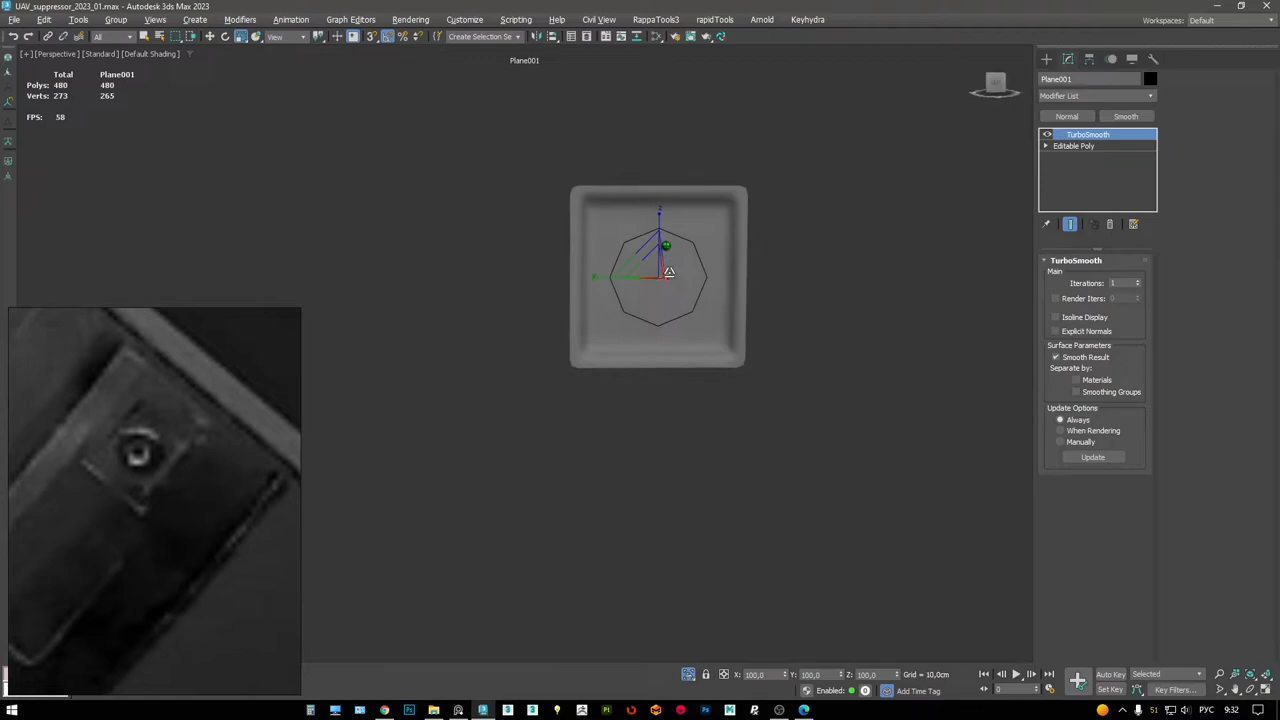 UAV_suppressor_2023_01.max - Autodesk 3ds Max 2023
File Edit Tools Group Views Create Modifiers Animation Graph Editors Rendering Customize Scripting Help Civil View RappaTools3 rapidTools Arnold Keyhydra Workspaces: Default
All View Create Selection Se
[+] [Perspective] [Standard] [Default Shading] Plane001
Total Plane001
Polys: 480 480
Verts: 273 265
FPS: 58
Plane001
Modifier List
Normal Smooth
TurboSmooth
Editable Poly
TurboSmooth
Main
Iterations: 1
Render Iters: 0
Isoline Display
Explicit Normals
Surface Parameters
Smooth Result
Separate by:
Materials
Smoothing Groups
Update Options
Always
When Rendering
Manually
Update
X: 100,0 Y: 100,0 Z: 100,0 Grid = 10,0cm Auto Key Selected
Enabled: 0 Add Time Tag 0 Set Key Key Filters...
51 РУС 9:32